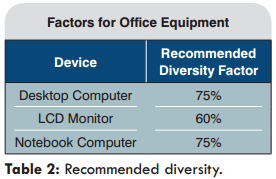 Factors for Office Equipment
Device Recommended Diversity Factor
Desktop Computer 75%
LCD Monitor 60%
Notebook Computer 75%
Table 2: Recommended diversity.